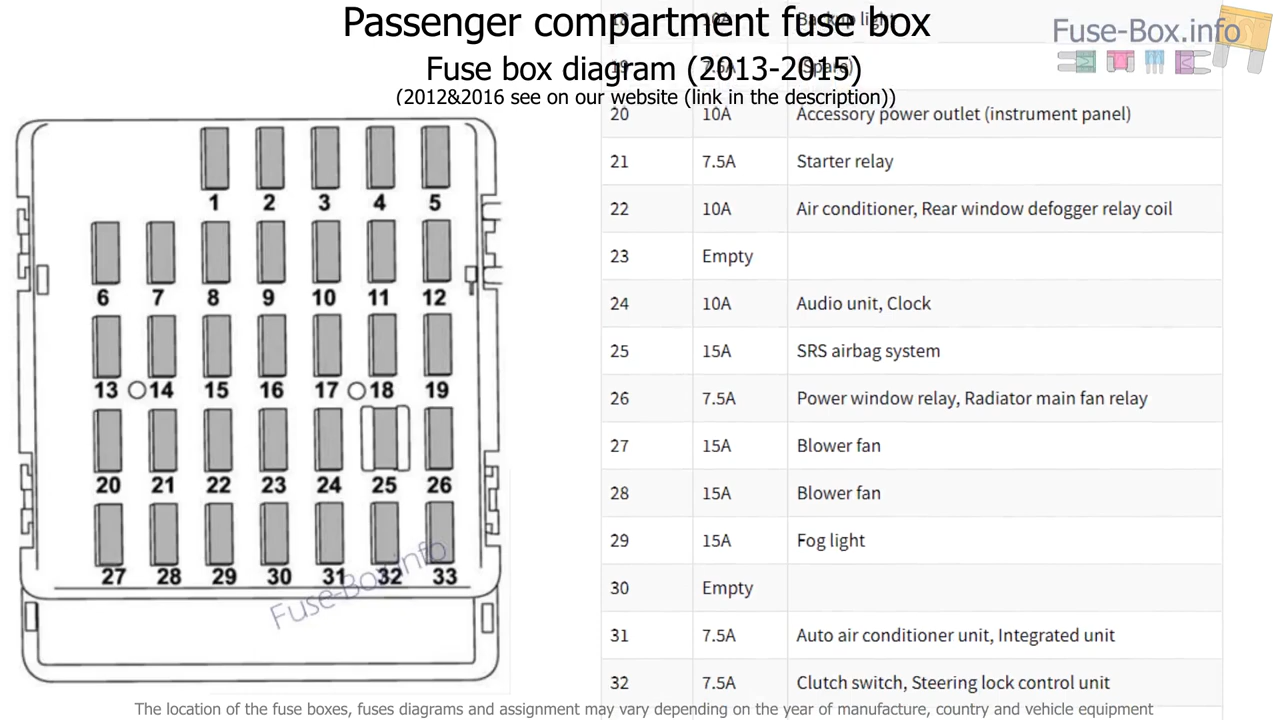 Passenger compartment fuse box
Fuse box diagram (2013-2015)
(2012&2016 see on our website (link in the description))
Fuse-Box.info
18 10A Backup light
19 7.5A (Spare)
20 10A Accessory power outlet (instrument panel)
21 7.5A Starter relay
22 10A Air conditioner, Rear window defogger relay coil
23 Empty
24 10A Audio unit, Clock
25 15A SRS airbag system
26 7.5A Power window relay, Radiator main fan relay
27 15A Blower fan
28 15A Blower fan
29 15A Fog light
30 Empty
31 7.5A Auto air conditioner unit, Integrated unit
32 7.5A Clutch switch, Steering lock control unit
1 2 3 4 5
6 7 8 9 10 11 12
13 14 15 16 17 18 19
20 21 22 23 24 25 26
27 28 29 30 31 32 33
Fuse-Box.info
The location of the fuse boxes, fuses diagrams and assignment may vary depending on the year of manufacture, country and vehicle equipment